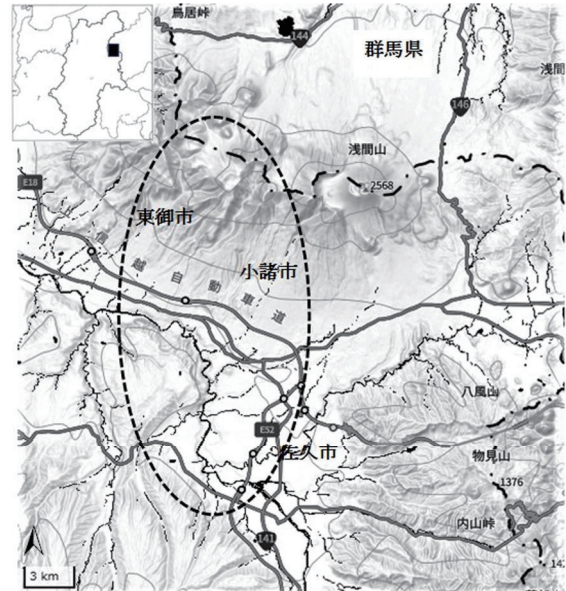 鳥居峠
144
群馬県
146
浅間
浅間山
2568
E18
東御市
小諸市
信越自動車道
八風山
E52
佐久市
物見山
1376
内山峠
141
3 km